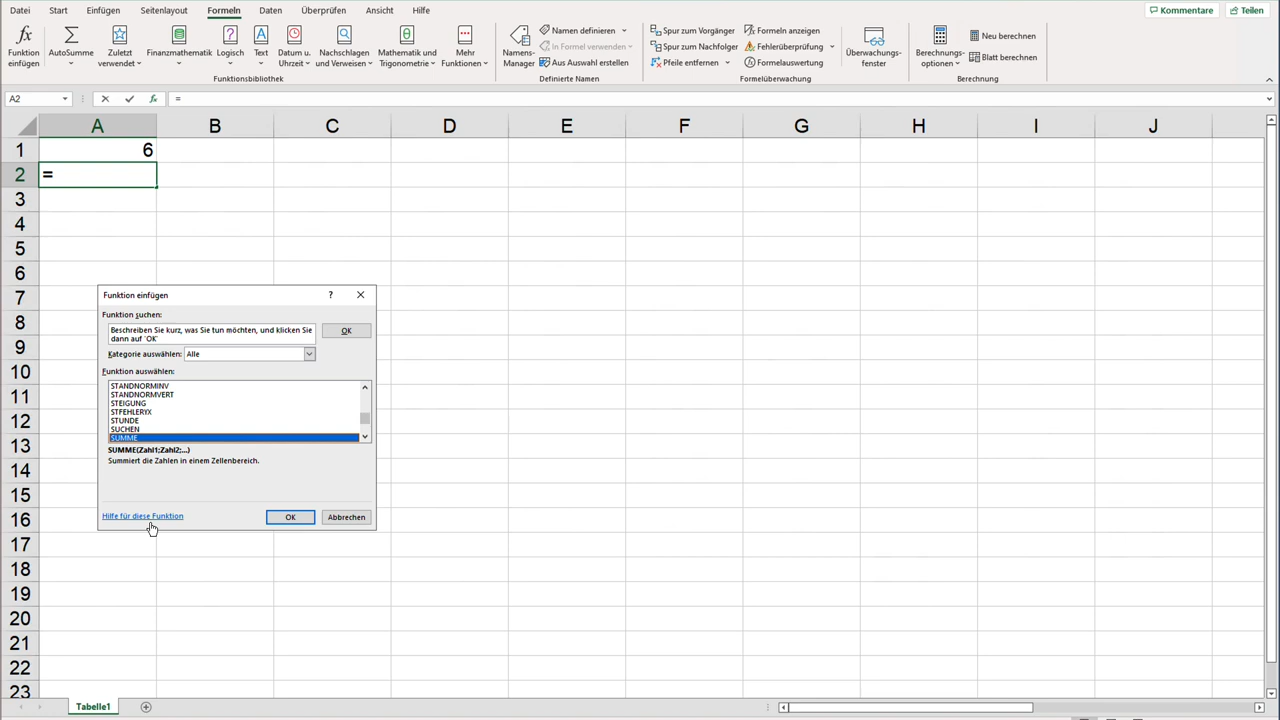 Datei Start Einfügen Seitenlayout Formeln Daten Überprüfen Ansicht Hilfe Kommentare Teilen
Funktion einfügen
AutoSumme
Zuletzt verwendet
Finanzmathematik
Logisch
Text
Datum u. Uhrzeit
Nachschlagen und Verweisen
Mathematik und Trigonometrie
Mehr Funktionen
Funktionsbibliothek
Namens-Manager
Namen definieren
In Formel verwenden
Aus Auswahl erstellen
Definierte Namen
Spur zum Vorgänger
Spur zum Nachfolger
Pfeile entfernen
Formeln anzeigen
Fehlerüberprüfung
Formelauswertung
Formelüberwachung
Überwachungs-fenster
Berechnungs-optionen
Neu berechnen
Blatt berechnen
Berechnung
A2 fx =
A B C D E F G H I J
1 6
2 =
3
4
5
6
7
8
9
10
11
12
13
14
15
16
17
18
19
20
21
22
23
Funktion einfügen ?
Funktion suchen:
Beschreiben Sie kurz, was Sie tun möchten, und klicken Sie
dann auf 'OK'
OK
Kategorie auswählen: Alle
Funktion auswählen:
STANDNORMINV
STANDNORMVERT
STEIGUNG
STFEHLERYX
STUNDE
SUCHEN
SUMME
SUMME(Zahl1;Zahl2;...)
Summiert die Zahlen in einem Zellenbereich.
Hilfe für diese Funktion OK Abbrechen
Tabelle1